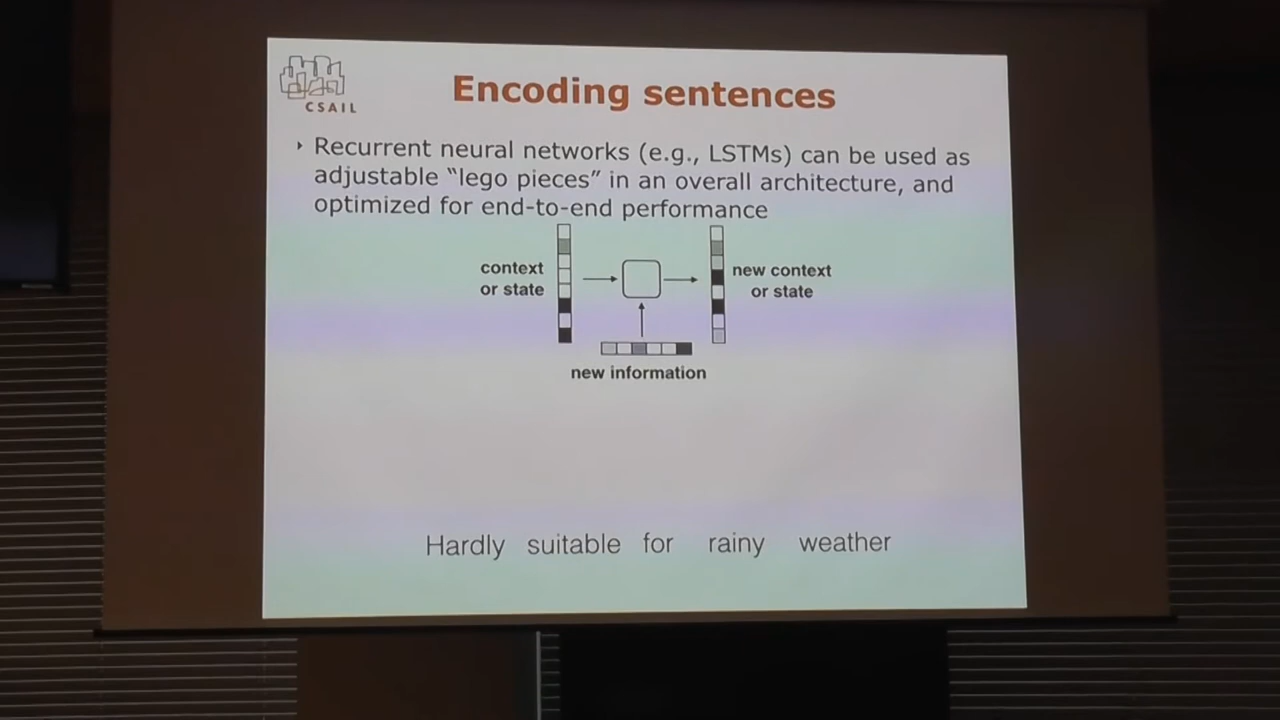 CSAIL
Encoding sentences
‣ Recurrent neural networks (e.g., LSTMs) can be used as
adjustable “lego pieces” in an overall architecture, and
optimized for end-to-end performance
context
or state
new context
or state
new information
Hardly suitable for rainy weather